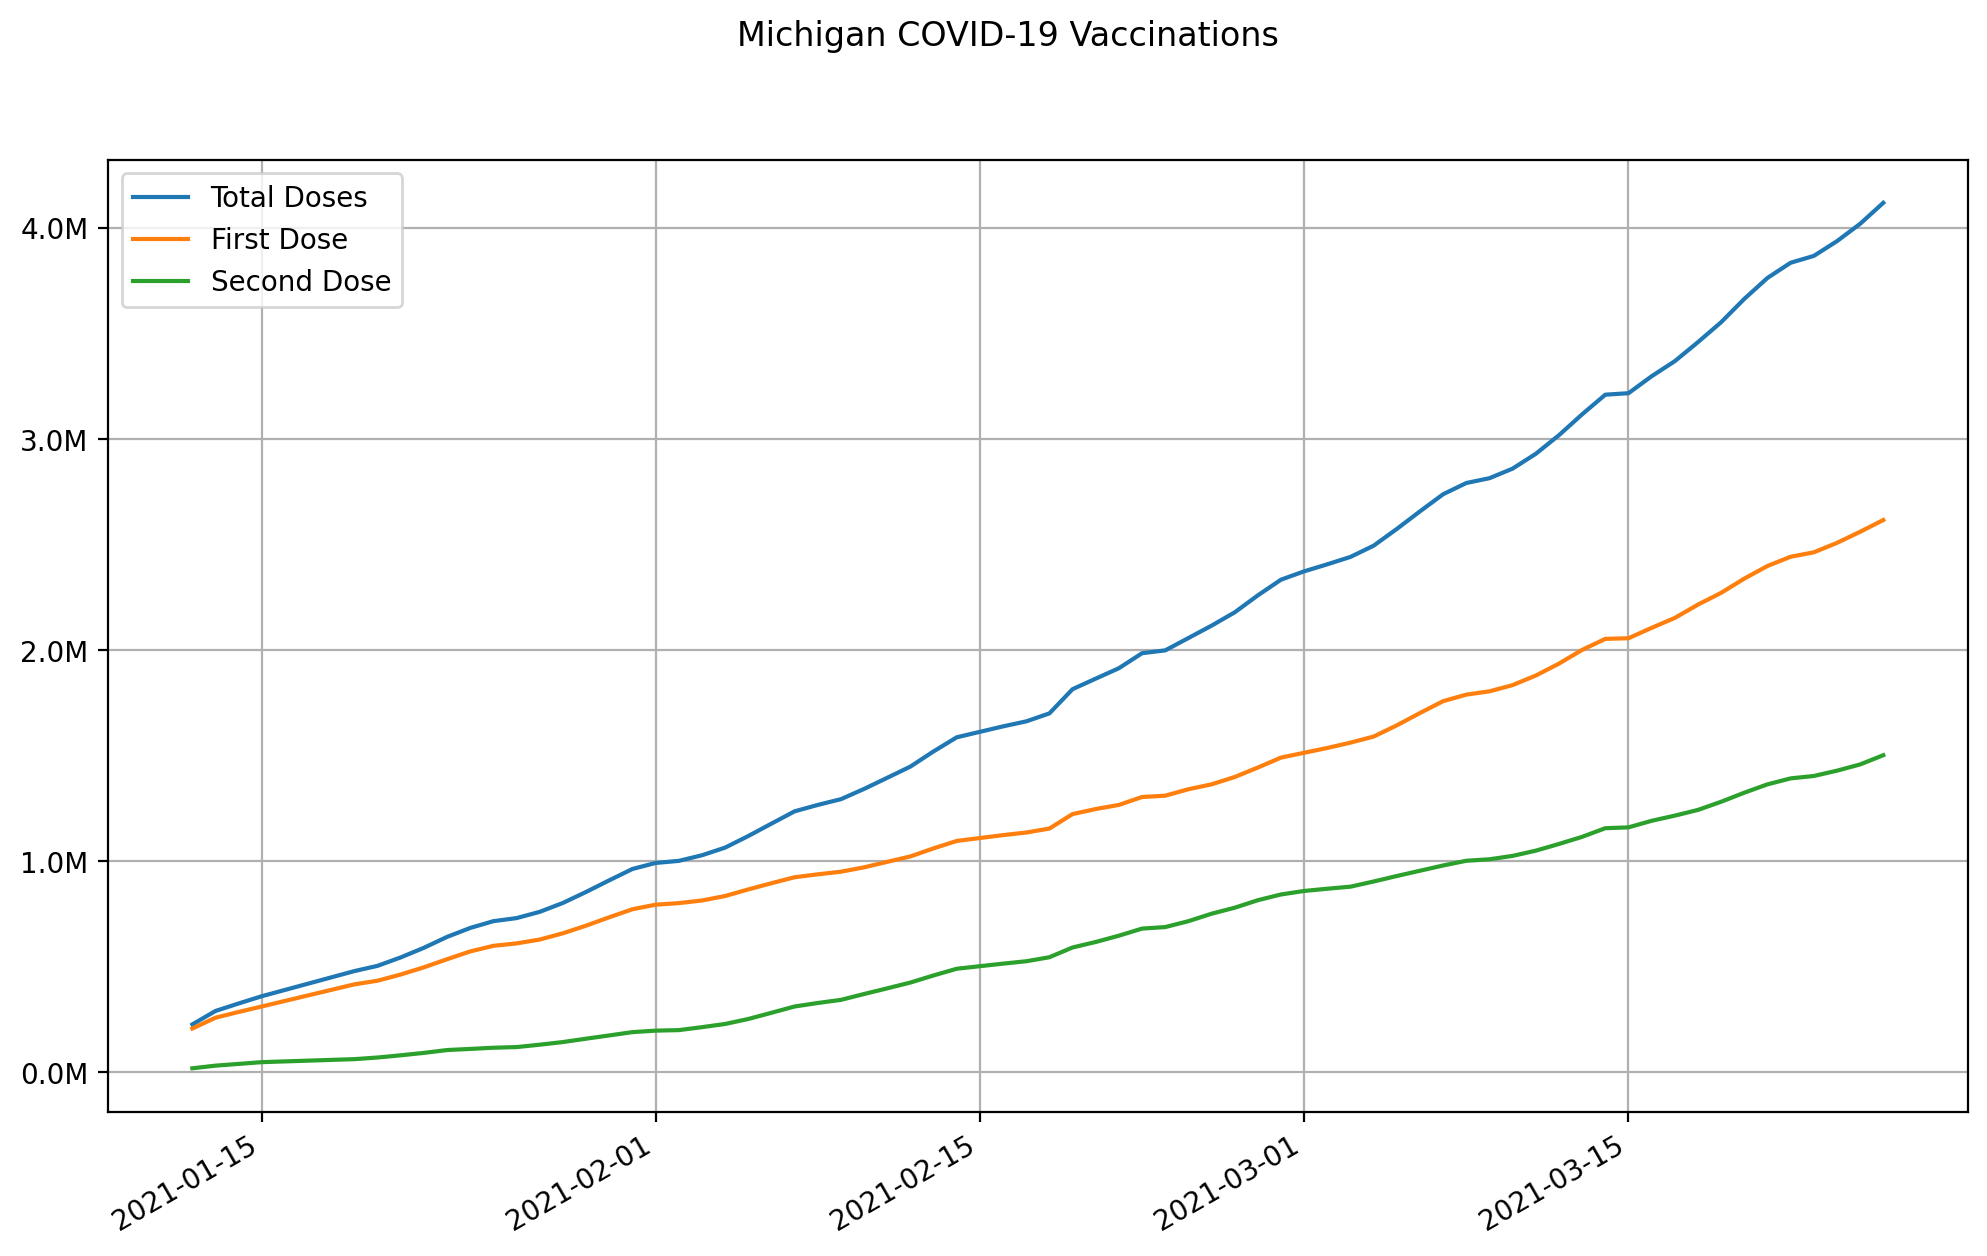 Michigan COVID-19 Vaccinations
Total Doses
First Dose
Second Dose
4.0M
3.0M
2.0M
1.0M
0.0M
2021-01-15
2021-02-01
2021-02-15
2021-03-01
2021-03-15